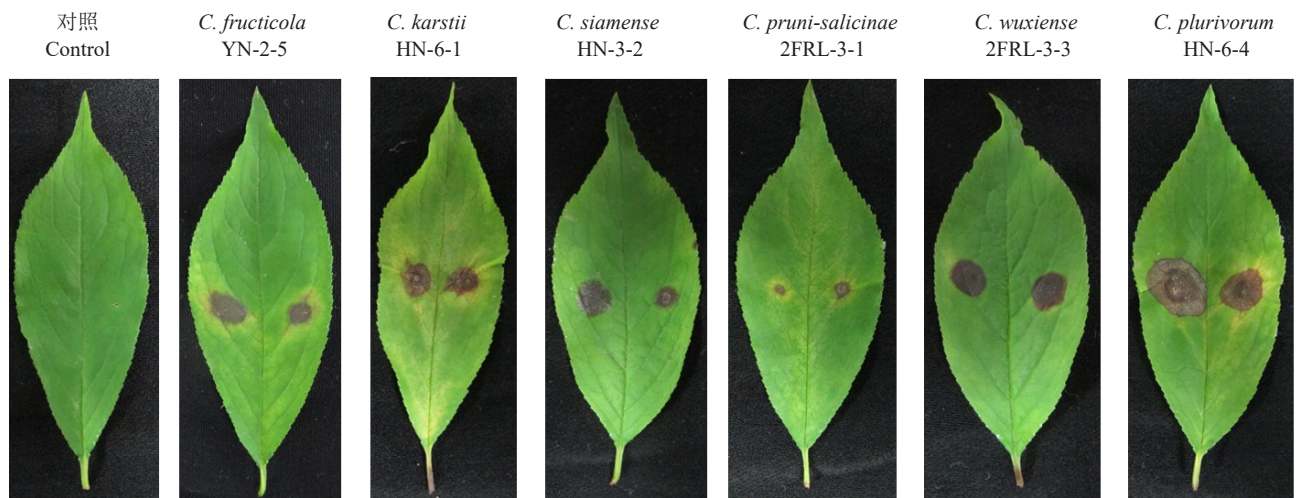 对照
Control
C. fructicola
YN-2-5
C. karstii
HN-6-1
C. siamense
HN-3-2
C. pruni-salicinae
2FRL-3-1
C. wuxiense
2FRL-3-3
C. plurivorum
HN-6-4